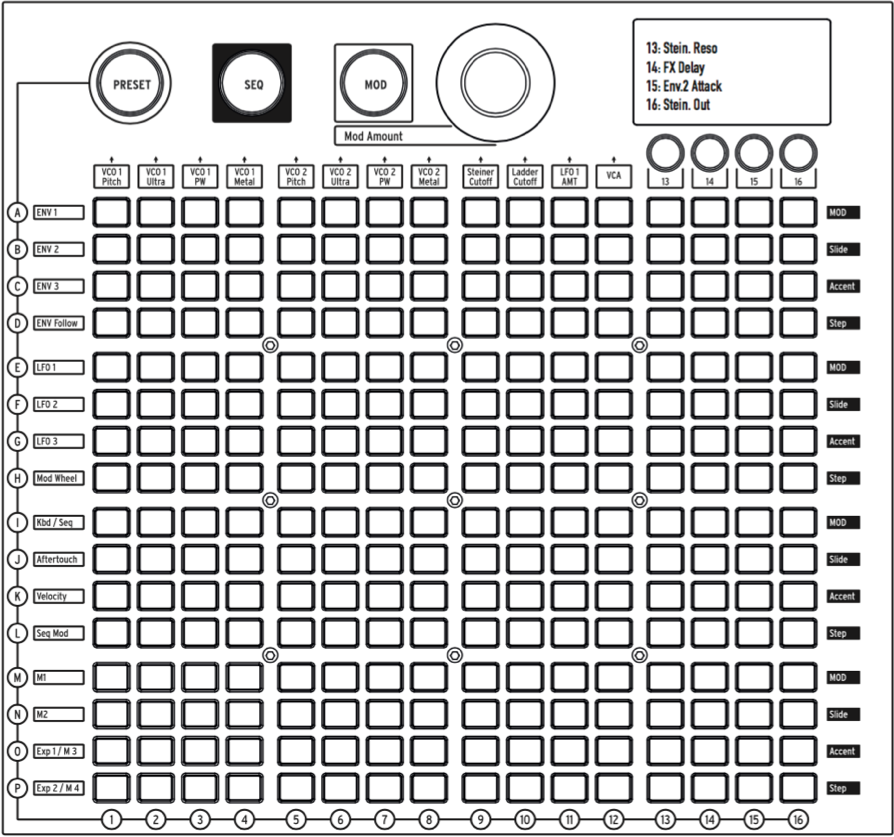 13: Stein. Reso
14: FX Delay
15: Env.2 Attack
16: Stein. Out
PRESET
SEQ
MOD
Mod Amount
VCO 1 Pitch
VCO 1 Ultra
VCO 1 PW
VCO 1 Metal
VCO 2 Pitch
VCO 2 Ultra
VCO 2 PW
VCO 2 Metal
Steiner Cutoff
Ladder Cutoff
LFO 1 AMT
VCA
13
14
15
16
A ENV 1 MOD
B ENV 2 Slide
C ENV 3 Accent
D ENV Follow Step
E LFO 1 MOD
F LFO 2 Slide
G LFO 3 Accent
H Mod Wheel Step
I Kbd / Seq MOD
J Aftertouch Slide
K Velocity Accent
L Seq Mod Step
M M1 MOD
N M2 Slide
O Exp 1 / M 3 Accent
P Exp 2 / M 4 Step
1 2 3 4 5 6 7 8 9 10 11 12 13 14 15 16